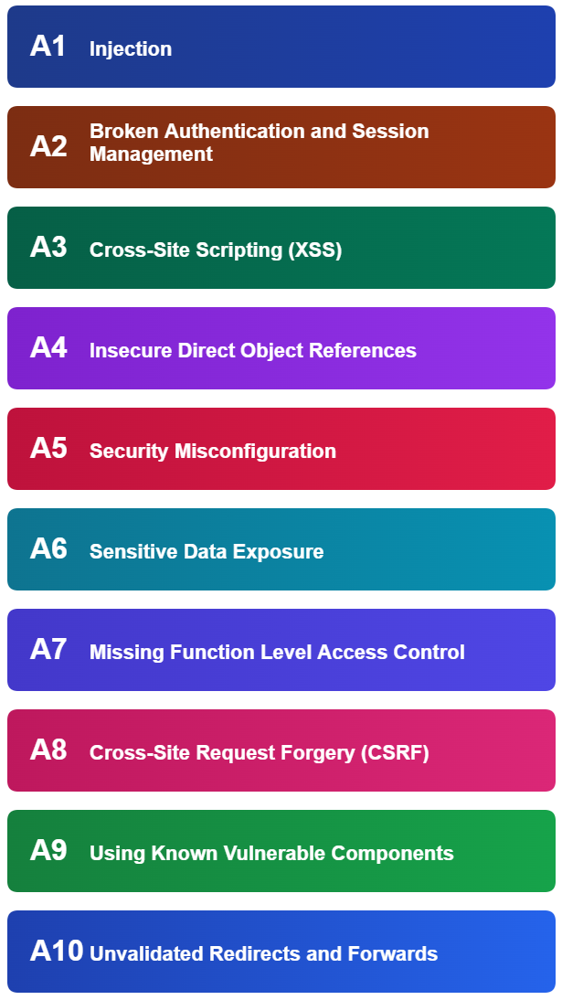 A1 Injection
A2 Broken Authentication and Session
Management
A3 Cross-Site Scripting (XSS)
A4 Insecure Direct Object References
A5 Security Misconfiguration
A6 Sensitive Data Exposure
A7 Missing Function Level Access Control
A8 Cross-Site Request Forgery (CSRF)
A9 Using Known Vulnerable Components
A10 Unvalidated Redirects and Forwards